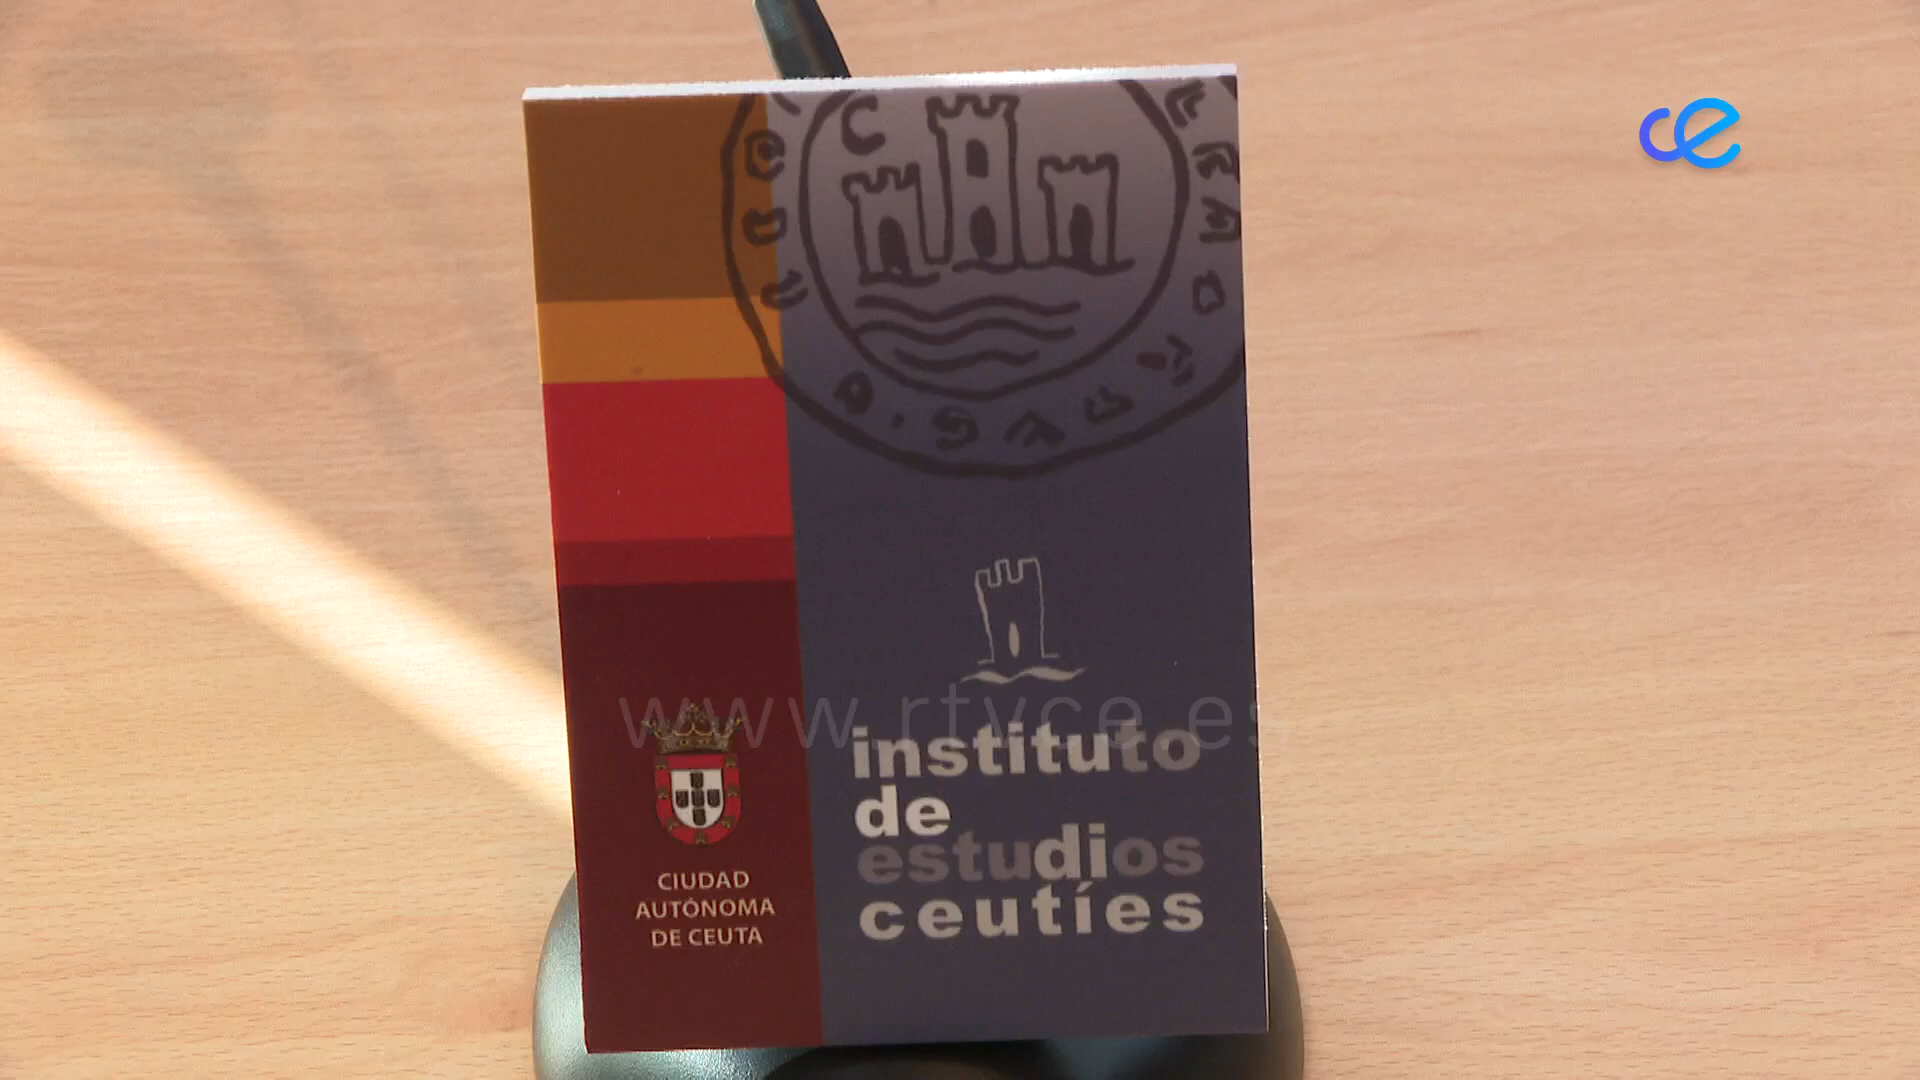 ce
www.rtvce.es
instituto
de
estudios
ceutíes
CIUDAD
AUTÓNOMA
DE CEUTA